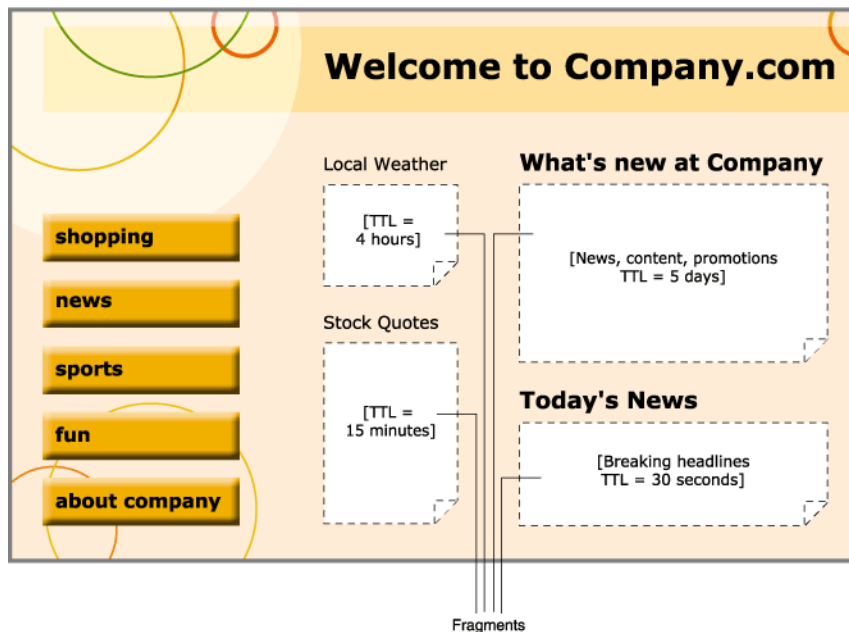 Welcome to Company.com
shopping
news
sports
fun
about company
Local Weather
[TTL =
4 hours]
Stock Quotes
[TTL =
15 minutes]
What's new at Company
[News, content, promotions
TTL = 5 days]
Today's News
[Breaking headlines
TTL = 30 seconds]
Fragments